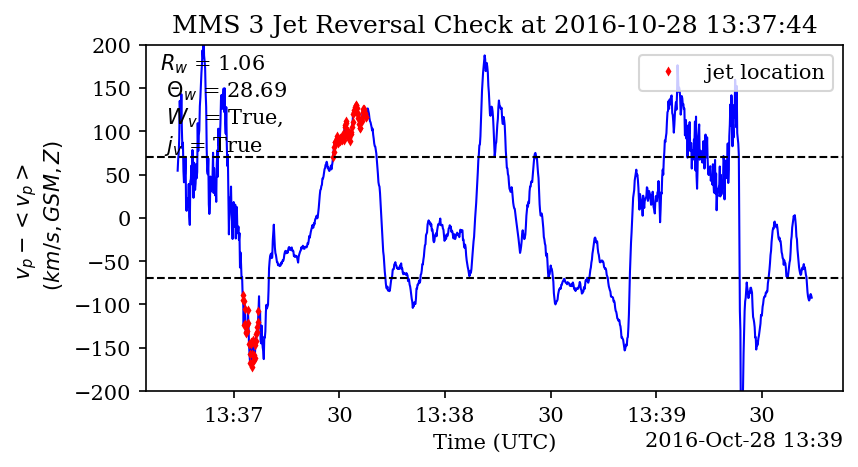 MMS 3 Jet Reversal Check at 2016-10-28 13:37:44
R_w = 1.06
Θ_w = 28.69
W_v = True,
j_v = True
jet location
v_p − < v_p >
(km/s, GSM, Z)
200
150
100
50
0
−50
−100
−150
−200
13:37
30
13:38
30
13:39
30
Time (UTC)
2016-Oct-28 13:39